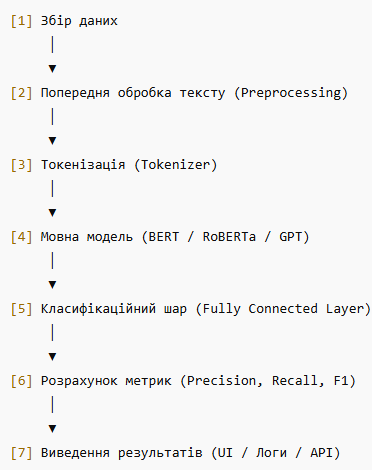 [1] Збір даних
│
▼
[2] Попередня обробка тексту (Preprocessing)
│
▼
[3] Токенізація (Tokenizer)
│
▼
[4] Мовна модель (BERT / RoBERTa / GPT)
│
▼
[5] Класифікаційний шар (Fully Connected Layer)
│
▼
[6] Розрахунок метрик (Precision, Recall, F1)
│
▼
[7] Виведення результатів (UI / Логи / API)